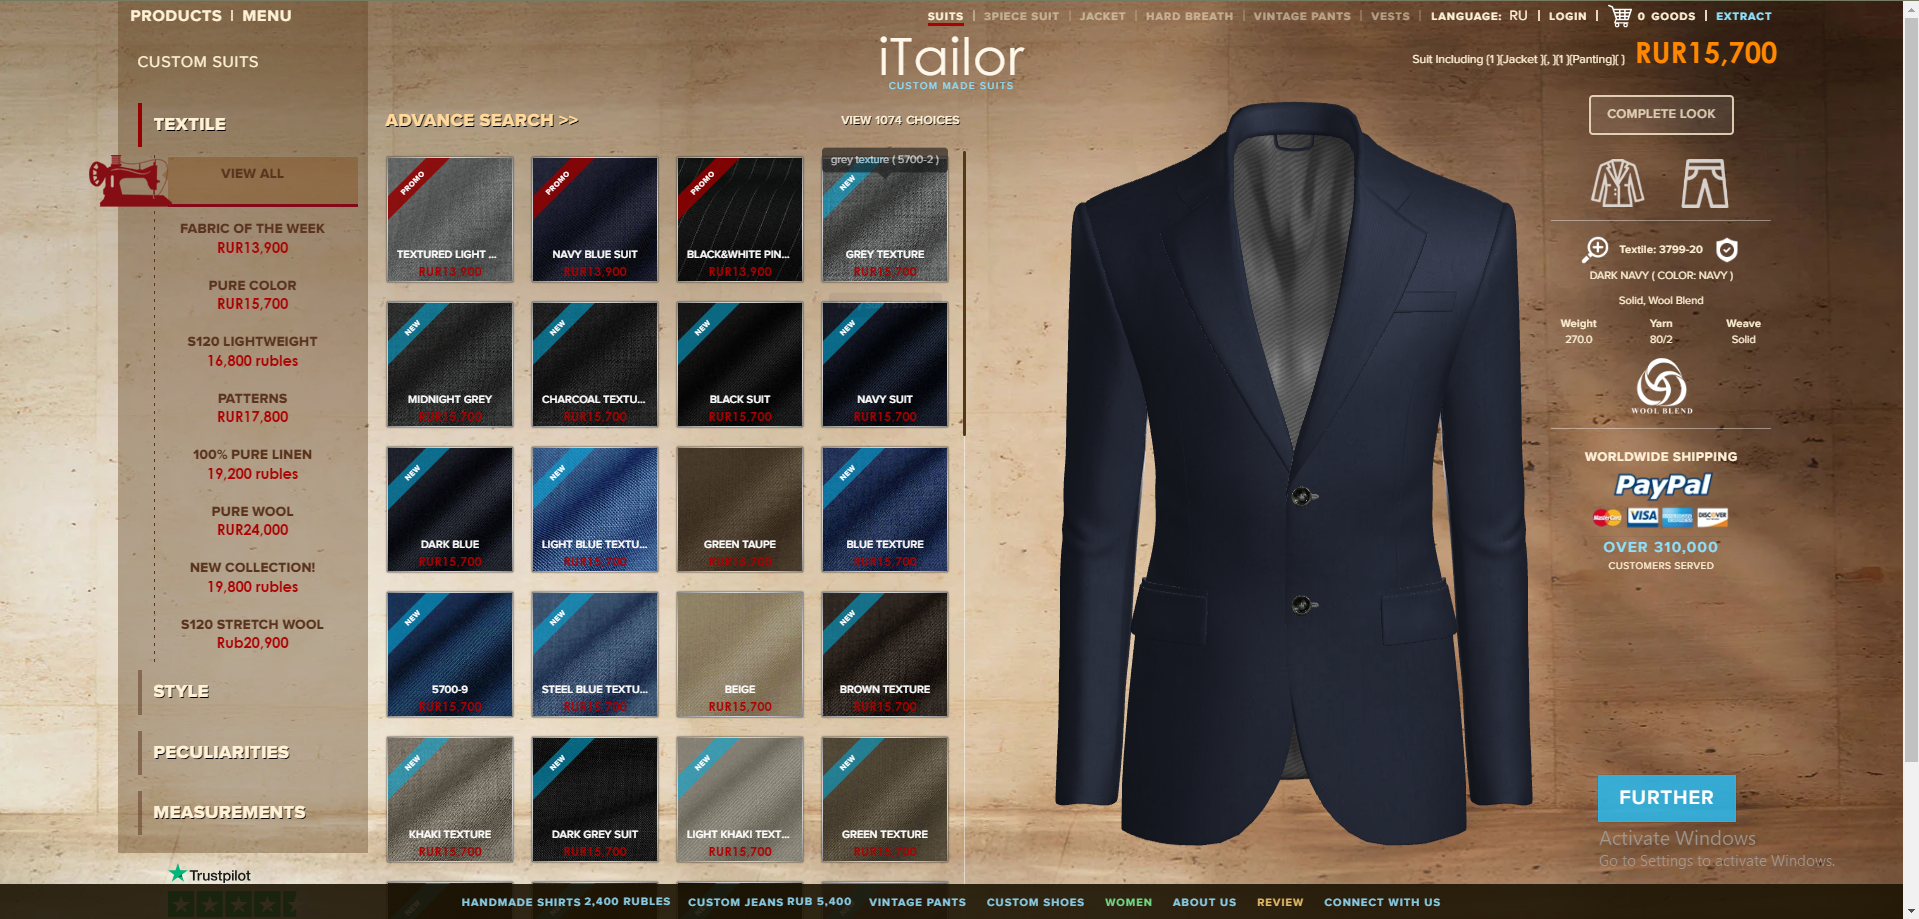 PRODUCTS | MENU
SUITS | 3PIECE SUIT | JACKET | HARD BREATH | VINTAGE PANTS | VESTS | LANGUAGE: RU | LOGIN | 0 GOODS | EXTRACT
CUSTOM SUITS
iTailor
CUSTOM MADE SUITS
Suit Including (1 )(Jacket )(, )(1 )(Panting)( ) RUR15,700
TEXTILE
VIEW ALL
FABRIC OF THE WEEK
RUR13,900
PURE COLOR
RUR15,700
S120 LIGHTWEIGHT
16,800 rubles
PATTERNS
RUR17,800
100% PURE LINEN
19,200 rubles
PURE WOOL
RUR24,000
NEW COLLECTION!
19,800 rubles
S120 STRETCH WOOL
Rub20,900
STYLE
PECULIARITIES
MEASUREMENTS
Trustpilot
ADVANCE SEARCH >>
VIEW 1074 CHOICES
grey texture ( 5700-2 )
PROMO
TEXTURED LIGHT ...
RUR13,900
PROMO
NAVY BLUE SUIT
RUR13,900
PROMO
BLACK&WHITE PIN...
RUR13,900
NEW
GREY TEXTURE
RUR15,700
NEW
MIDNIGHT GREY
RUR15,700
NEW
CHARCOAL TEXTU...
RUR15,700
NEW
BLACK SUIT
RUR15,700
NEW
NAVY SUIT
RUR15,700
NEW
DARK BLUE
RUR15,700
NEW
LIGHT BLUE TEXTU...
RUR15,700
GREEN TAUPE
RUR15,700
NEW
BLUE TEXTURE
RUR15,700
NEW
5700-9
RUR15,700
NEW
STEEL BLUE TEXTU...
RUR15,700
BEIGE
RUR15,700
NEW
BROWN TEXTURE
RUR15,700
NEW
KHAKI TEXTURE
RUR15,700
NEW
DARK GREY SUIT
RUR15,700
NEW
LIGHT KHAKI TEXT...
RUR15,700
NEW
GREEN TEXTURE
RUR15,700
COMPLETE LOOK
Textile: 3799-20
DARK NAVY ( COLOR: NAVY )
Solid, Wool Blend
Weight Yarn Weave
270.0 80/2 Solid
WOOL BLEND
WORLDWIDE SHIPPING
PayPal
MasterCard VISA AMERICAN EXPRESS DISCOVER
OVER 310,000
CUSTOMERS SERVED
FURTHER
Activate Windows
Go to Settings to activate Windows.
HANDMADE SHIRTS 2,400 RUBLES CUSTOM JEANS RUB 5,400 VINTAGE PANTS CUSTOM SHOES WOMEN ABOUT US REVIEW CONNECT WITH US